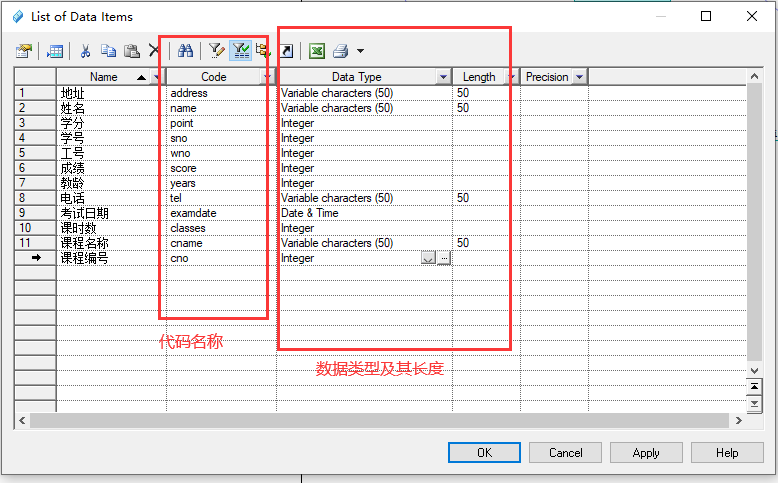 List of Data Items
Name Code Data Type Length Precision
1 地址 address Variable characters (50) 50
2 姓名 name Variable characters (50) 50
3 学分 point Integer
4 学号 sno Integer
5 工号 wno Integer
6 成绩 score Integer
7 教龄 years Integer
8 电话 tel Variable characters (50) 50
9 考试日期 examdate Date & Time
10 课时数 classes Integer
11 课程名称 cname Variable characters (50) 50
课程编号 cno Integer ...
代码名称
数据类型及其长度
OK Cancel Apply Help